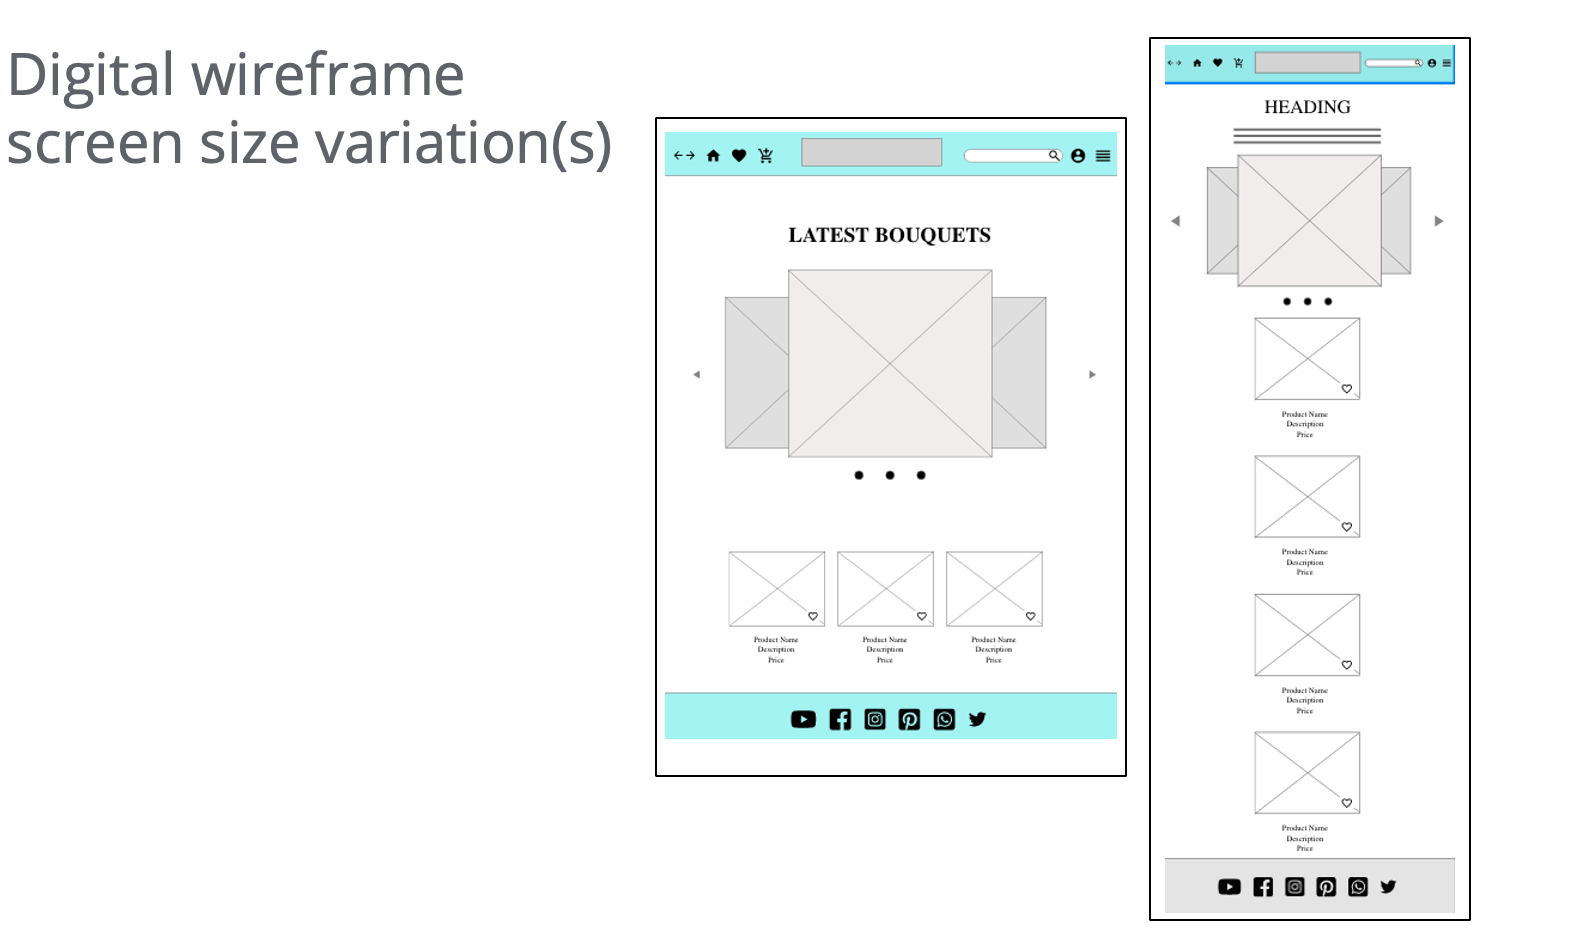 Digital wireframe
screen size variation(s)
LATEST BOUQUETS
Product Name
Description
Price
Product Name
Description
Price
Product Name
Description
Price
HEADING
Product Name
Description
Price
Product Name
Description
Price
Product Name
Description
Price
Product Name
Description
Price